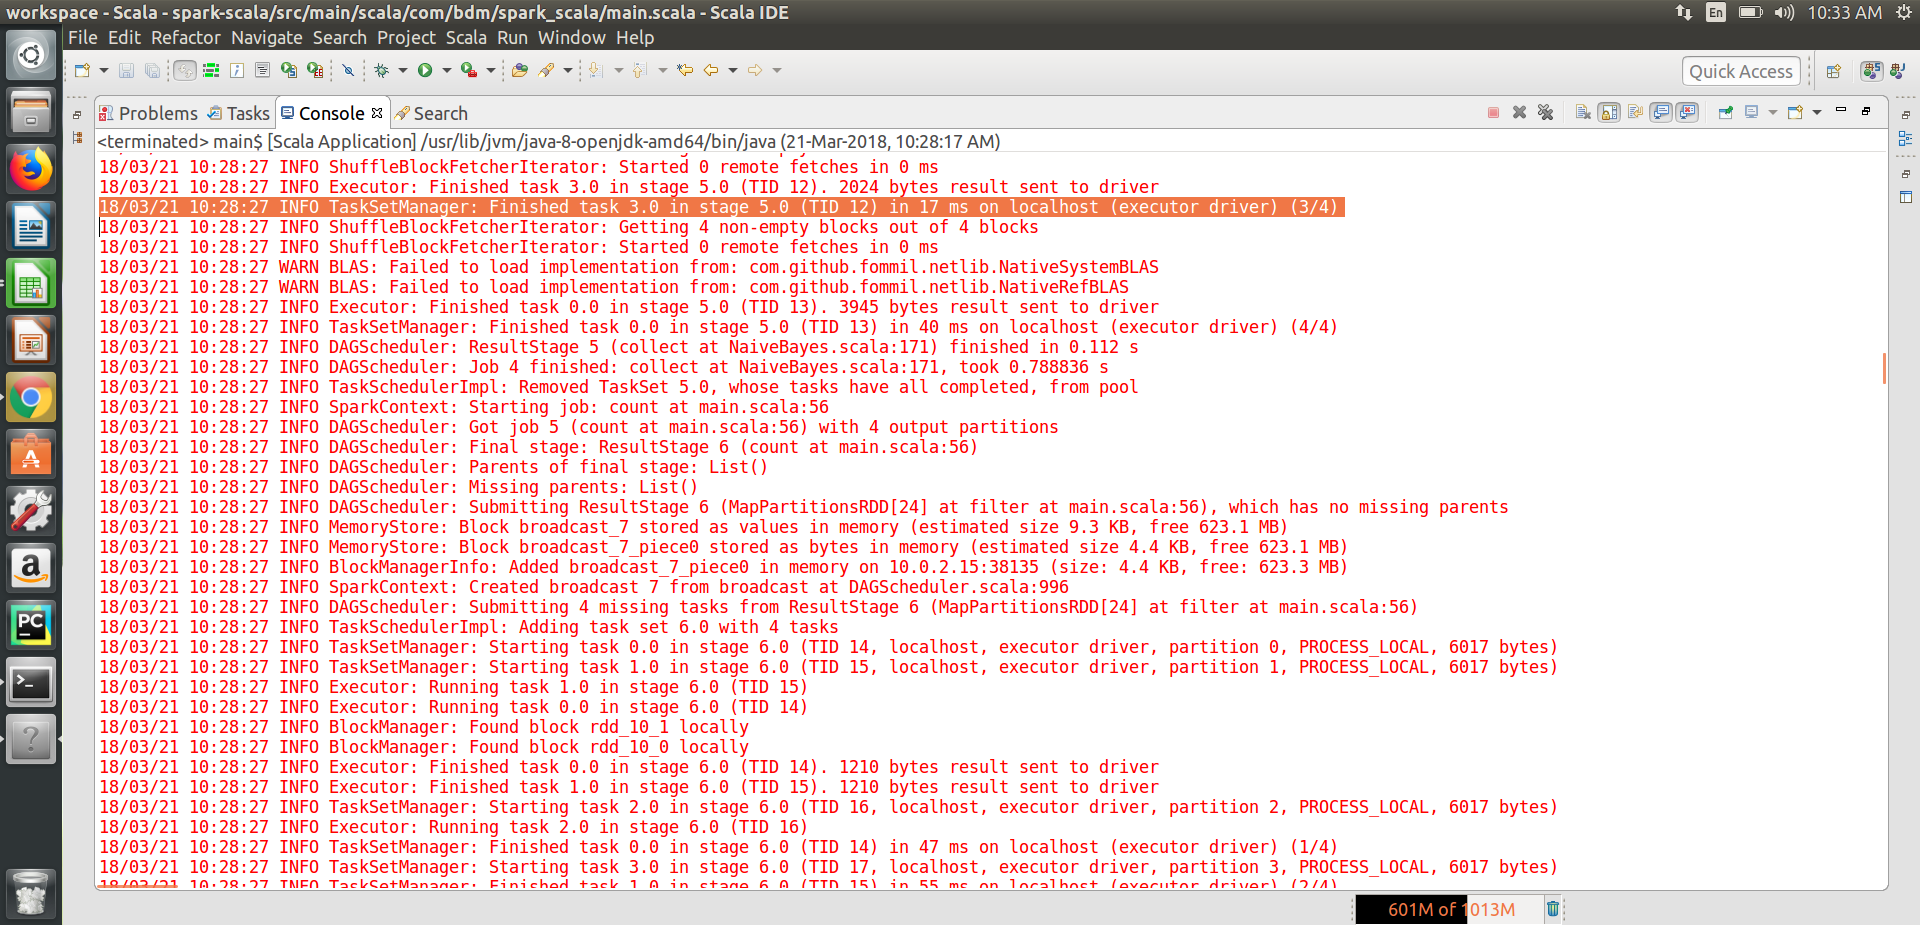 workspace - Scala - spark-scala/src/main/scala/com/bdm/spark_scala/main.scala - Scala IDE
En
10:33 AM
File Edit Refactor Navigate Search Project Scala Run Window Help
Quick Access
Problems Tasks Console Search
<terminated> main$ [Scala Application] /usr/lib/jvm/java-8-openjdk-amd64/bin/java (21-Mar-2018, 10:28:17 AM)
18/03/21 10:28:27 INFO ShuffleBlockFetcherIterator: Started 0 remote fetches in 0 ms
18/03/21 10:28:27 INFO Executor: Finished task 3.0 in stage 5.0 (TID 12). 2024 bytes result sent to driver
18/03/21 10:28:27 INFO TaskSetManager: Finished task 3.0 in stage 5.0 (TID 12) in 17 ms on localhost (executor driver) (3/4)
18/03/21 10:28:27 INFO ShuffleBlockFetcherIterator: Getting 4 non-empty blocks out of 4 blocks
18/03/21 10:28:27 INFO ShuffleBlockFetcherIterator: Started 0 remote fetches in 0 ms
18/03/21 10:28:27 WARN BLAS: Failed to load implementation from: com.github.fommil.netlib.NativeSystemBLAS
18/03/21 10:28:27 WARN BLAS: Failed to load implementation from: com.github.fommil.netlib.NativeRefBLAS
18/03/21 10:28:27 INFO Executor: Finished task 0.0 in stage 5.0 (TID 13). 3945 bytes result sent to driver
18/03/21 10:28:27 INFO TaskSetManager: Finished task 0.0 in stage 5.0 (TID 13) in 40 ms on localhost (executor driver) (4/4)
18/03/21 10:28:27 INFO DAGScheduler: ResultStage 5 (collect at NaiveBayes.scala:171) finished in 0.112 s
18/03/21 10:28:27 INFO DAGScheduler: Job 4 finished: collect at NaiveBayes.scala:171, took 0.788836 s
18/03/21 10:28:27 INFO TaskSchedulerImpl: Removed TaskSet 5.0, whose tasks have all completed, from pool
18/03/21 10:28:27 INFO SparkContext: Starting job: count at main.scala:56
18/03/21 10:28:27 INFO DAGScheduler: Got job 5 (count at main.scala:56) with 4 output partitions
18/03/21 10:28:27 INFO DAGScheduler: Final stage: ResultStage 6 (count at main.scala:56)
18/03/21 10:28:27 INFO DAGScheduler: Parents of final stage: List()
18/03/21 10:28:27 INFO DAGScheduler: Missing parents: List()
18/03/21 10:28:27 INFO DAGScheduler: Submitting ResultStage 6 (MapPartitionsRDD[24] at filter at main.scala:56), which has no missing parents
18/03/21 10:28:27 INFO MemoryStore: Block broadcast_7 stored as values in memory (estimated size 9.3 KB, free 623.1 MB)
18/03/21 10:28:27 INFO MemoryStore: Block broadcast_7_piece0 stored as bytes in memory (estimated size 4.4 KB, free 623.1 MB)
18/03/21 10:28:27 INFO BlockManagerInfo: Added broadcast_7_piece0 in memory on 10.0.2.15:38135 (size: 4.4 KB, free: 623.3 MB)
18/03/21 10:28:27 INFO SparkContext: Created broadcast 7 from broadcast at DAGScheduler.scala:996
18/03/21 10:28:27 INFO DAGScheduler: Submitting 4 missing tasks from ResultStage 6 (MapPartitionsRDD[24] at filter at main.scala:56)
18/03/21 10:28:27 INFO TaskSchedulerImpl: Adding task set 6.0 with 4 tasks
18/03/21 10:28:27 INFO TaskSetManager: Starting task 0.0 in stage 6.0 (TID 14, localhost, executor driver, partition 0, PROCESS_LOCAL, 6017 bytes)
18/03/21 10:28:27 INFO TaskSetManager: Starting task 1.0 in stage 6.0 (TID 15, localhost, executor driver, partition 1, PROCESS_LOCAL, 6017 bytes)
18/03/21 10:28:27 INFO Executor: Running task 1.0 in stage 6.0 (TID 15)
18/03/21 10:28:27 INFO Executor: Running task 0.0 in stage 6.0 (TID 14)
18/03/21 10:28:27 INFO BlockManager: Found block rdd_10_1 locally
18/03/21 10:28:27 INFO BlockManager: Found block rdd_10_0 locally
18/03/21 10:28:27 INFO Executor: Finished task 0.0 in stage 6.0 (TID 14). 1210 bytes result sent to driver
18/03/21 10:28:27 INFO Executor: Finished task 1.0 in stage 6.0 (TID 15). 1210 bytes result sent to driver
18/03/21 10:28:27 INFO TaskSetManager: Starting task 2.0 in stage 6.0 (TID 16, localhost, executor driver, partition 2, PROCESS_LOCAL, 6017 bytes)
18/03/21 10:28:27 INFO Executor: Running task 2.0 in stage 6.0 (TID 16)
18/03/21 10:28:27 INFO TaskSetManager: Finished task 0.0 in stage 6.0 (TID 14) in 47 ms on localhost (executor driver) (1/4)
18/03/21 10:28:27 INFO TaskSetManager: Starting task 3.0 in stage 6.0 (TID 17, localhost, executor driver, partition 3, PROCESS_LOCAL, 6017 bytes)
18/03/21 10:28:27 INFO TaskSetManager: Finished task 1.0 in stage 6.0 (TID 15) in 55 ms on localhost (executor driver) (2/4)
PC
601M of 1013M